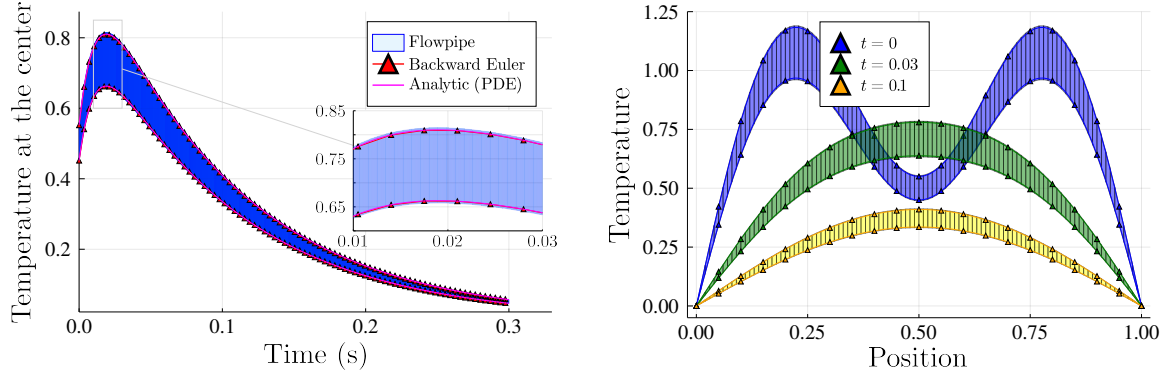 Temperature at the center
0.8
0.6
0.4
0.2
0.0
0.1
0.2
0.3
Time (s)
Flowpipe
Backward Euler
Analytic (PDE)
0.85
0.75
0.65
0.01
0.02
0.03
Temperature
1.25
1.00
0.75
0.50
0.25
0.00
0.00
0.25
0.50
0.75
1.00
Position
t = 0
t = 0.03
t = 0.1